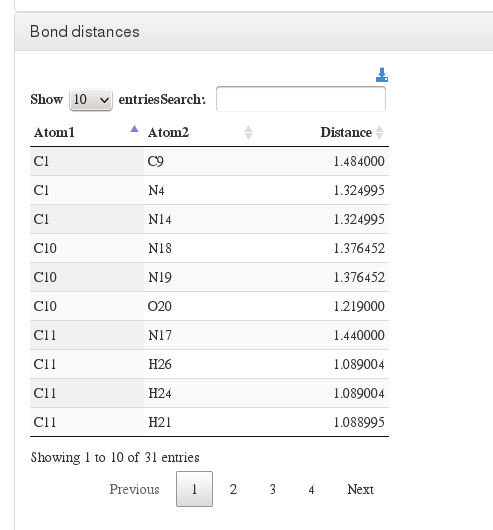 Bond distances
Show 10 entriesSearch:
Atom1 Atom2 Distance
C1 C9 1.484000
C1 N4 1.324995
C1 N14 1.324995
C10 N18 1.376452
C10 N19 1.376452
C10 O20 1.219000
C11 N17 1.440000
C11 H26 1.089004
C11 H24 1.089004
C11 H21 1.088995
Showing 1 to 10 of 31 entries
Previous 1 2 3 4 Next